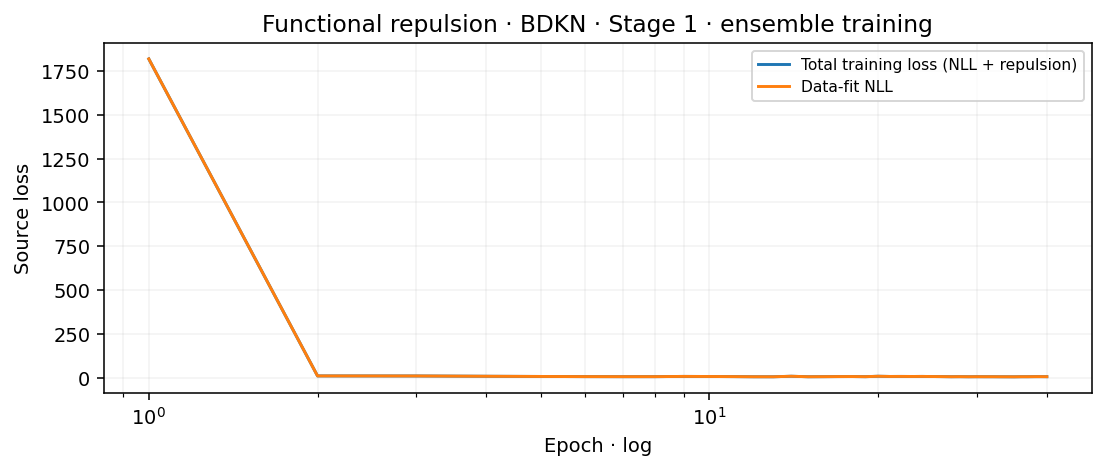 Functional repulsion · BDKN · Stage 1 · ensemble training
Total training loss (NLL + repulsion)
Data-fit NLL
Source loss
1750
1500
1250
1000
750
500
250
0
10⁰
10¹
Epoch · log